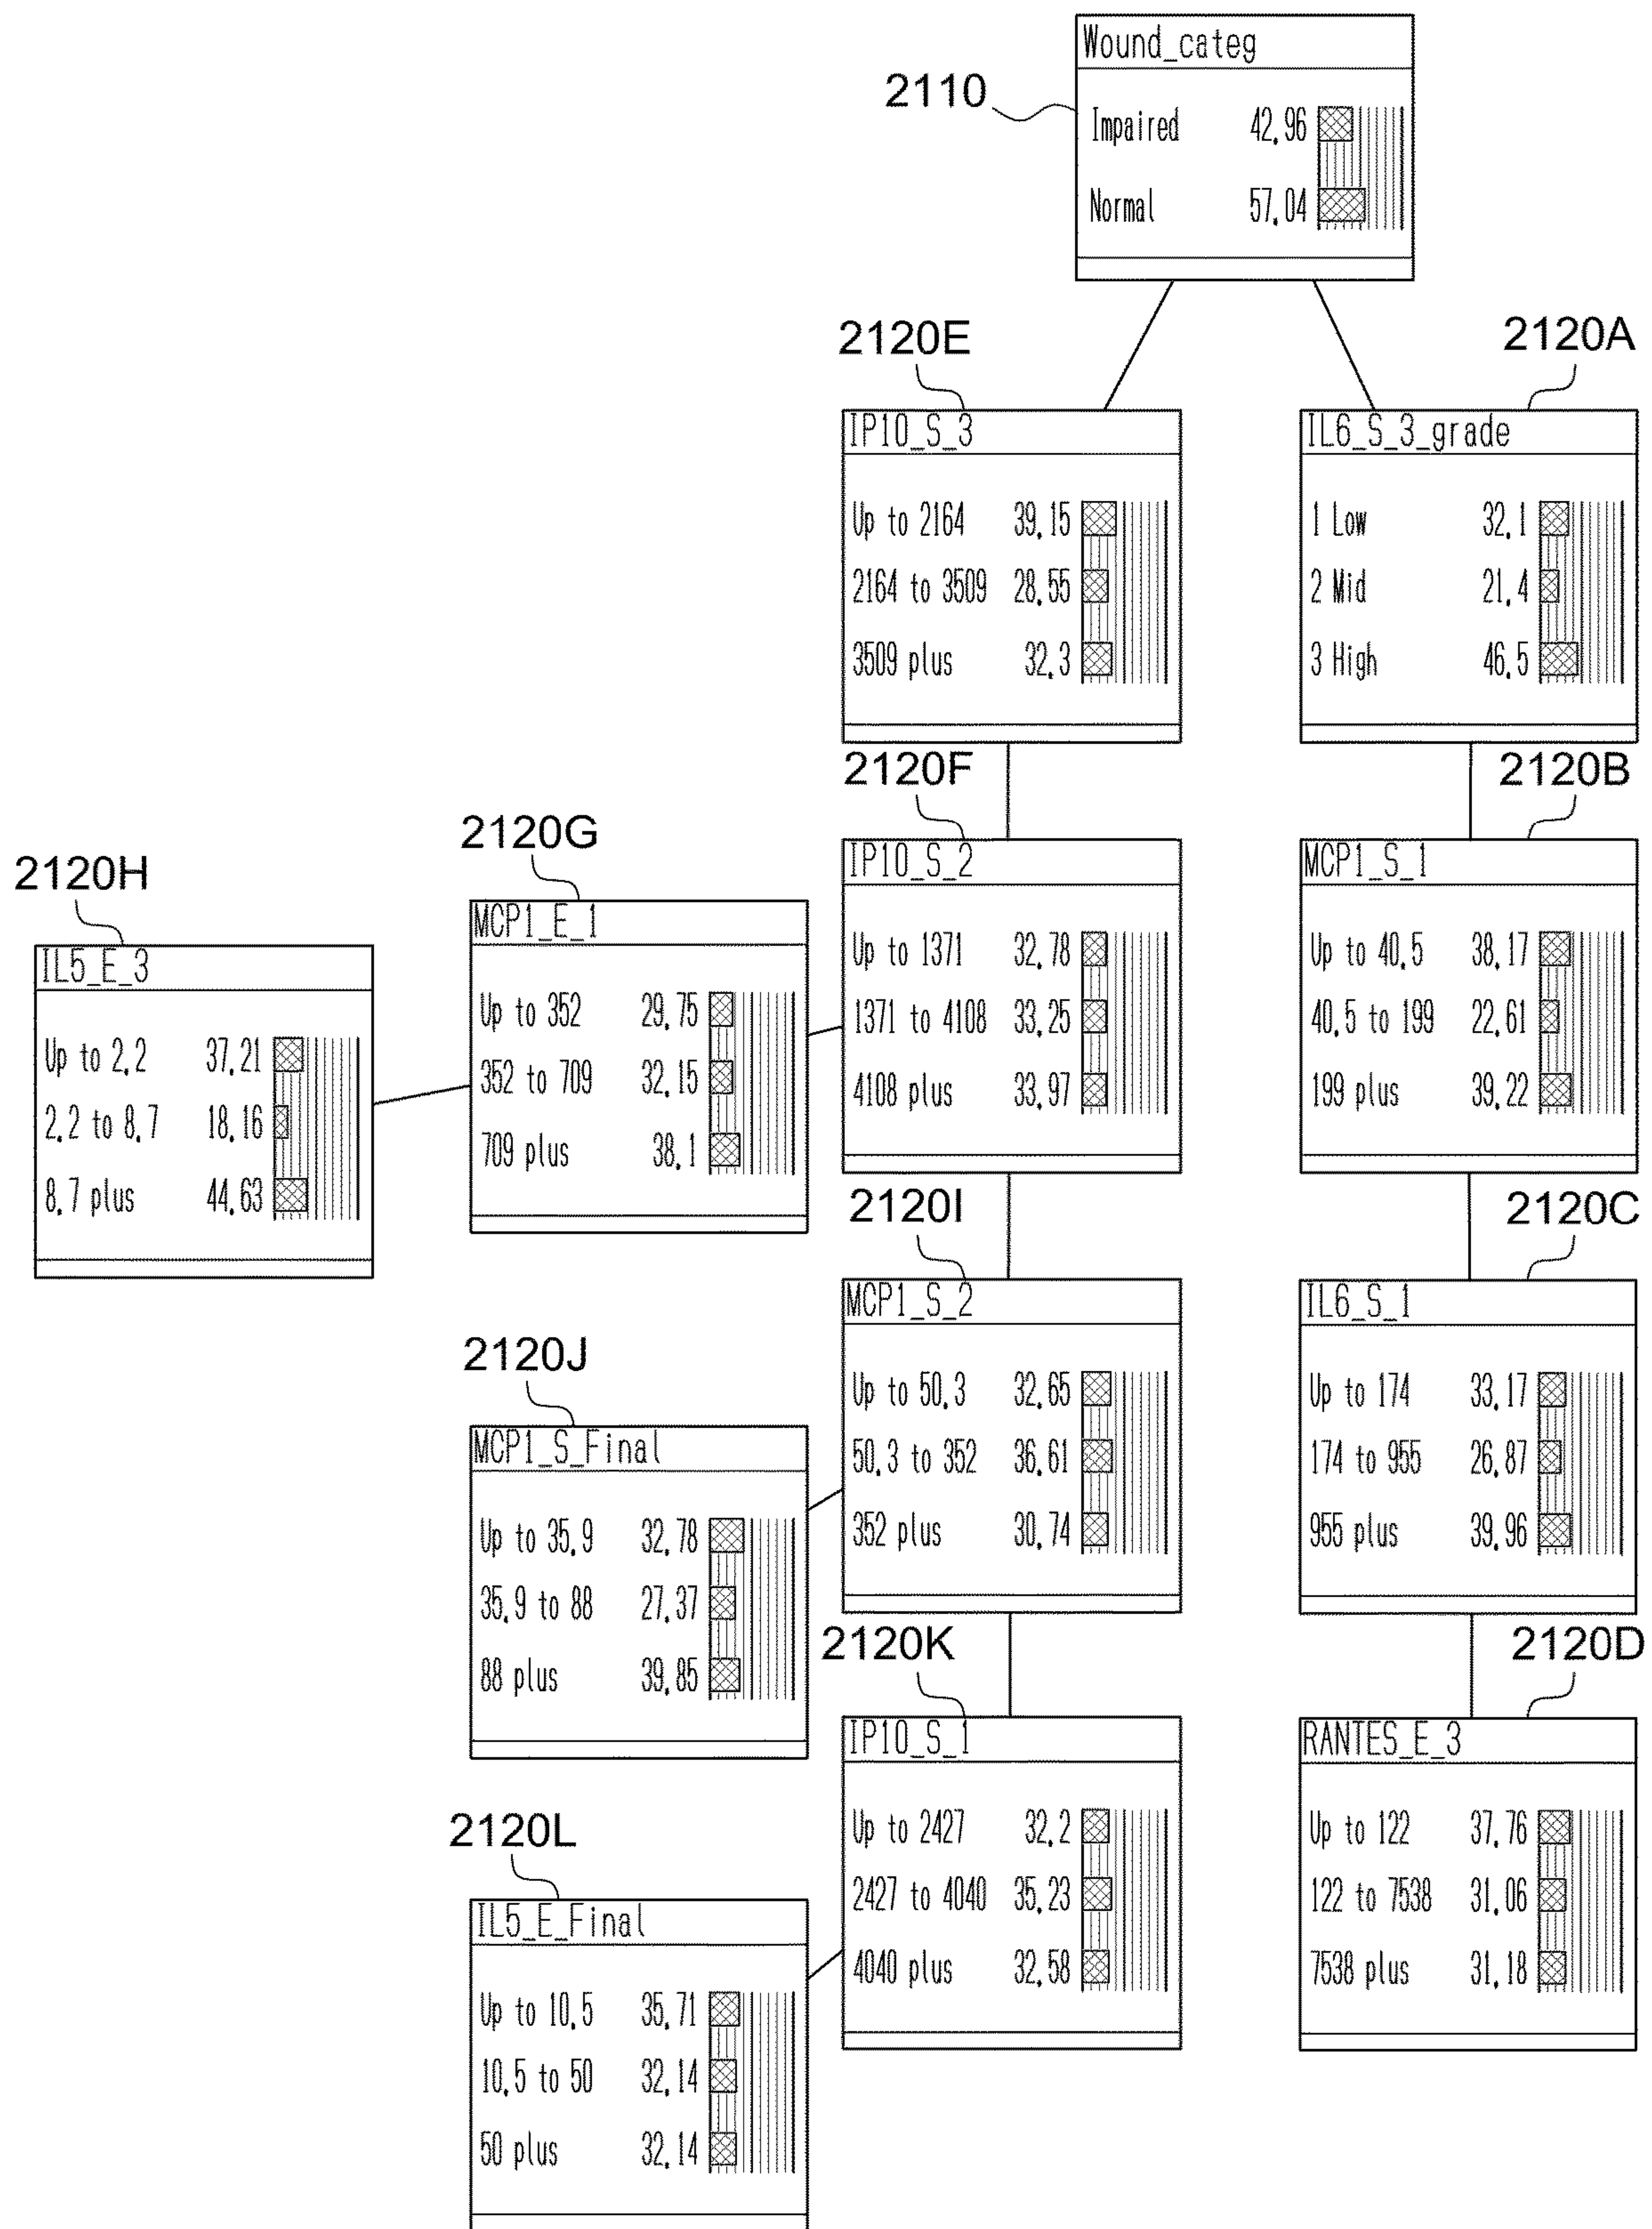 Wound_categ
2110
Impaired 42.96
Normal 57.04
2120E
IP10_S_3
Up to 2164 39.15
2164 to 3509 28.55
3509 plus 32.3
2120A
IL6_S_3_grade
1 Low 32.1
2 Mid 21.4
3 High 46.5
2120F
IP10_S_2
Up to 1371 32.78
1371 to 4108 33.25
4108 plus 33.97
2120B
MCP1_S_1
Up to 40.5 38.17
40.5 to 199 22.61
199 plus 39.22
2120G
MCP1_E_1
Up to 352 29.75
352 to 709 32.15
709 plus 38.1
2120H
IL5_E_3
Up to 2.2 37.21
2.2 to 8.7 18.16
8.7 plus 44.63
2120I
MCP1_S_2
Up to 50.3 32.65
50.3 to 352 36.61
352 plus 30.74
2120C
IL6_S_1
Up to 174 33.17
174 to 955 26.87
955 plus 39.96
2120J
MCP1_S_Final
Up to 35.9 32.78
35.9 to 88 27.37
88 plus 39.85
2120K
IP10_S_1
Up to 2427 32.2
2427 to 4040 35.23
4040 plus 32.58
2120D
RANTES_E_3
Up to 122 37.76
122 to 7538 31.06
7538 plus 31.18
2120L
IL5_E_Final
Up to 10.5 35.71
10.5 to 50 32.14
50 plus 32.14